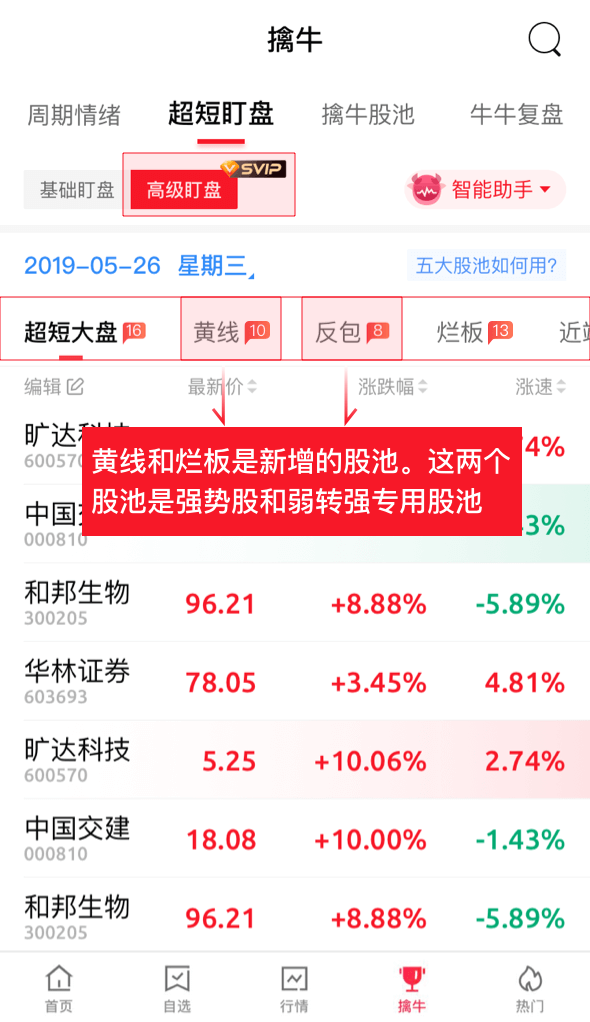 擒牛
周期情绪 超短盯盘 擒牛股池 牛牛复盘
基础盯盘 高级盯盘 SVIP 智能助手
2019-05-26 星期三 五大股池如何用?
超短大盘 16 黄线 10 反包 8 烂板 13 近端
编辑 最新价 涨跌幅 涨速
旷达科技 4%
600570
黄线和烂板是新增的股池。这两个
股池是强势股和弱转强专用股池
中国 3%
000810
和邦生物 96.21 +8.88% -5.89%
300205
华林证券 78.05 +3.45% 4.81%
603693
旷达科技 5.25 +10.06% 2.74%
600570
中国交建 18.08 +10.00% -1.43%
000810
和邦生物 96.21 +8.88% -5.89%
300205
首页 自选 行情 擒牛 热门